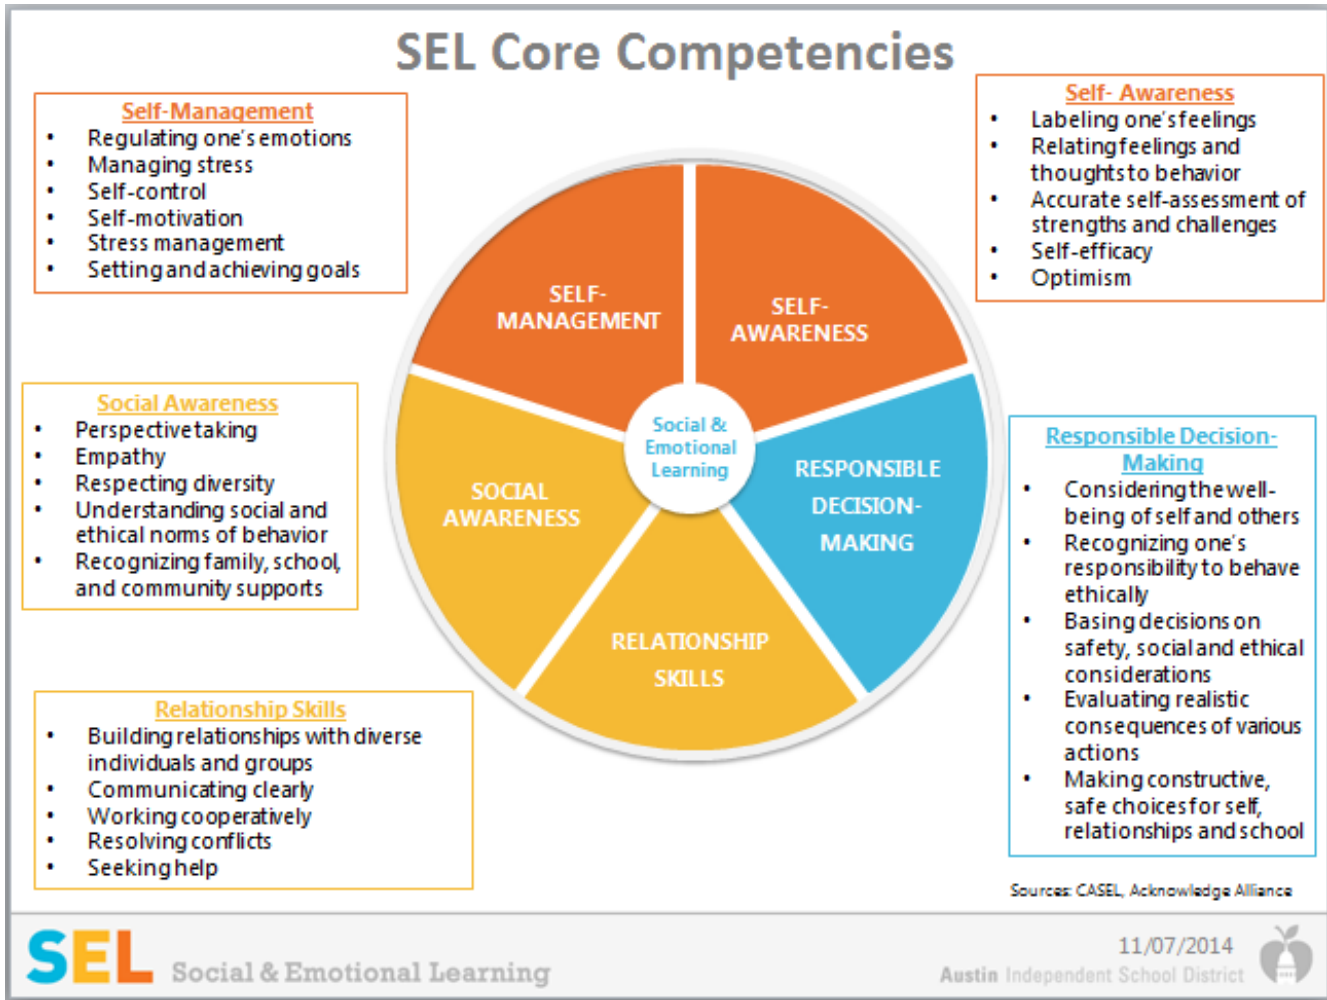 SEL Core Competencies
Self-Management
• Regulating one's emotions
• Managing stress
• Self-control
• Self-motivation
• Stress management
• Setting and achieving goals
Self- Awareness
• Labeling one's feelings
• Relating feelings and
thoughts to behavior
• Accurate self-assessment of
strengths and challenges
• Self-efficacy
• Optimism
SELF-
MANAGEMENT
SELF-
AWARENESS
Social &
Emotional
Learning
SOCIAL
AWARENESS
RESPONSIBLE
DECISION-
MAKING
RELATIONSHIP
SKILLS
Social Awareness
• Perspective taking
• Empathy
• Respecting diversity
• Understanding social and
ethical norms of behavior
• Recognizing family, school,
and community supports
Responsible Decision-
Making
• Considering the well-
being of self and others
• Recognizing one's
responsibility to behave
ethically
• Basing decisions on
safety, social and ethical
considerations
• Evaluating realistic
consequences of various
actions
• Making constructive,
safe choices for self,
relationships and school
Relationship Skills
• Building relationships with diverse
individuals and groups
• Communicating clearly
• Working cooperatively
• Resolving conflicts
• Seeking help
Sources: CASEL, Acknowledge Alliance
SEL Social & Emotional Learning
11/07/2014
Austin Independent School District